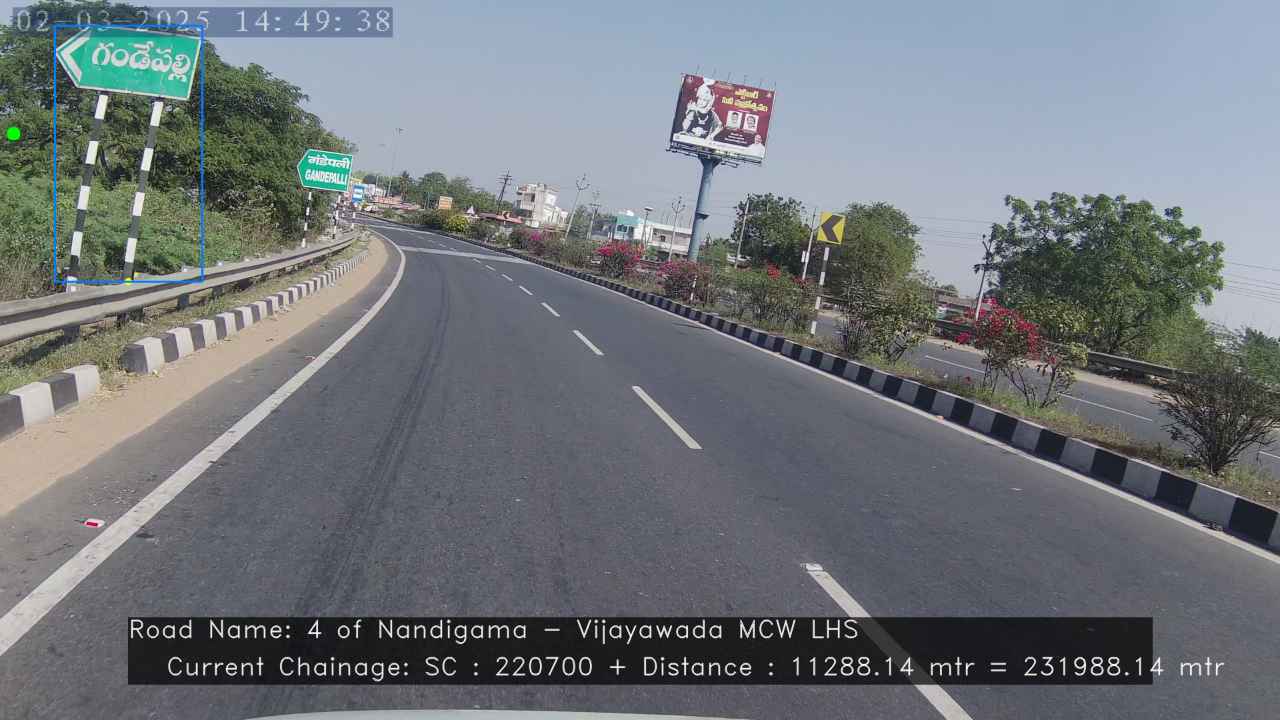 02-03-2025 14:49:38
గండేపల్లి
गंडेपली
GANDEPALLI
Road Name: 4 of Nandigama - Vijayawada MCW LHS
Current Chainage: SC : 220700 + Distance : 11288.14 mtr = 231988.14 mtr